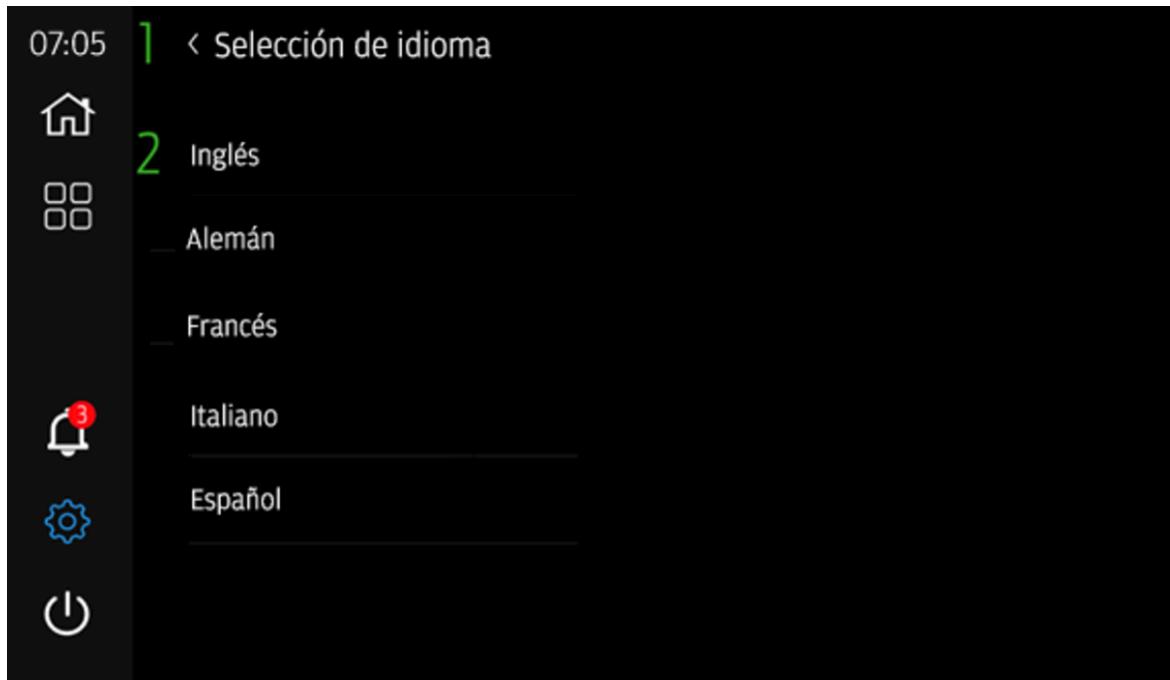 07:05
1 < Selección de idioma
2 Inglés
Alemán
Francés
3
Italiano
Español